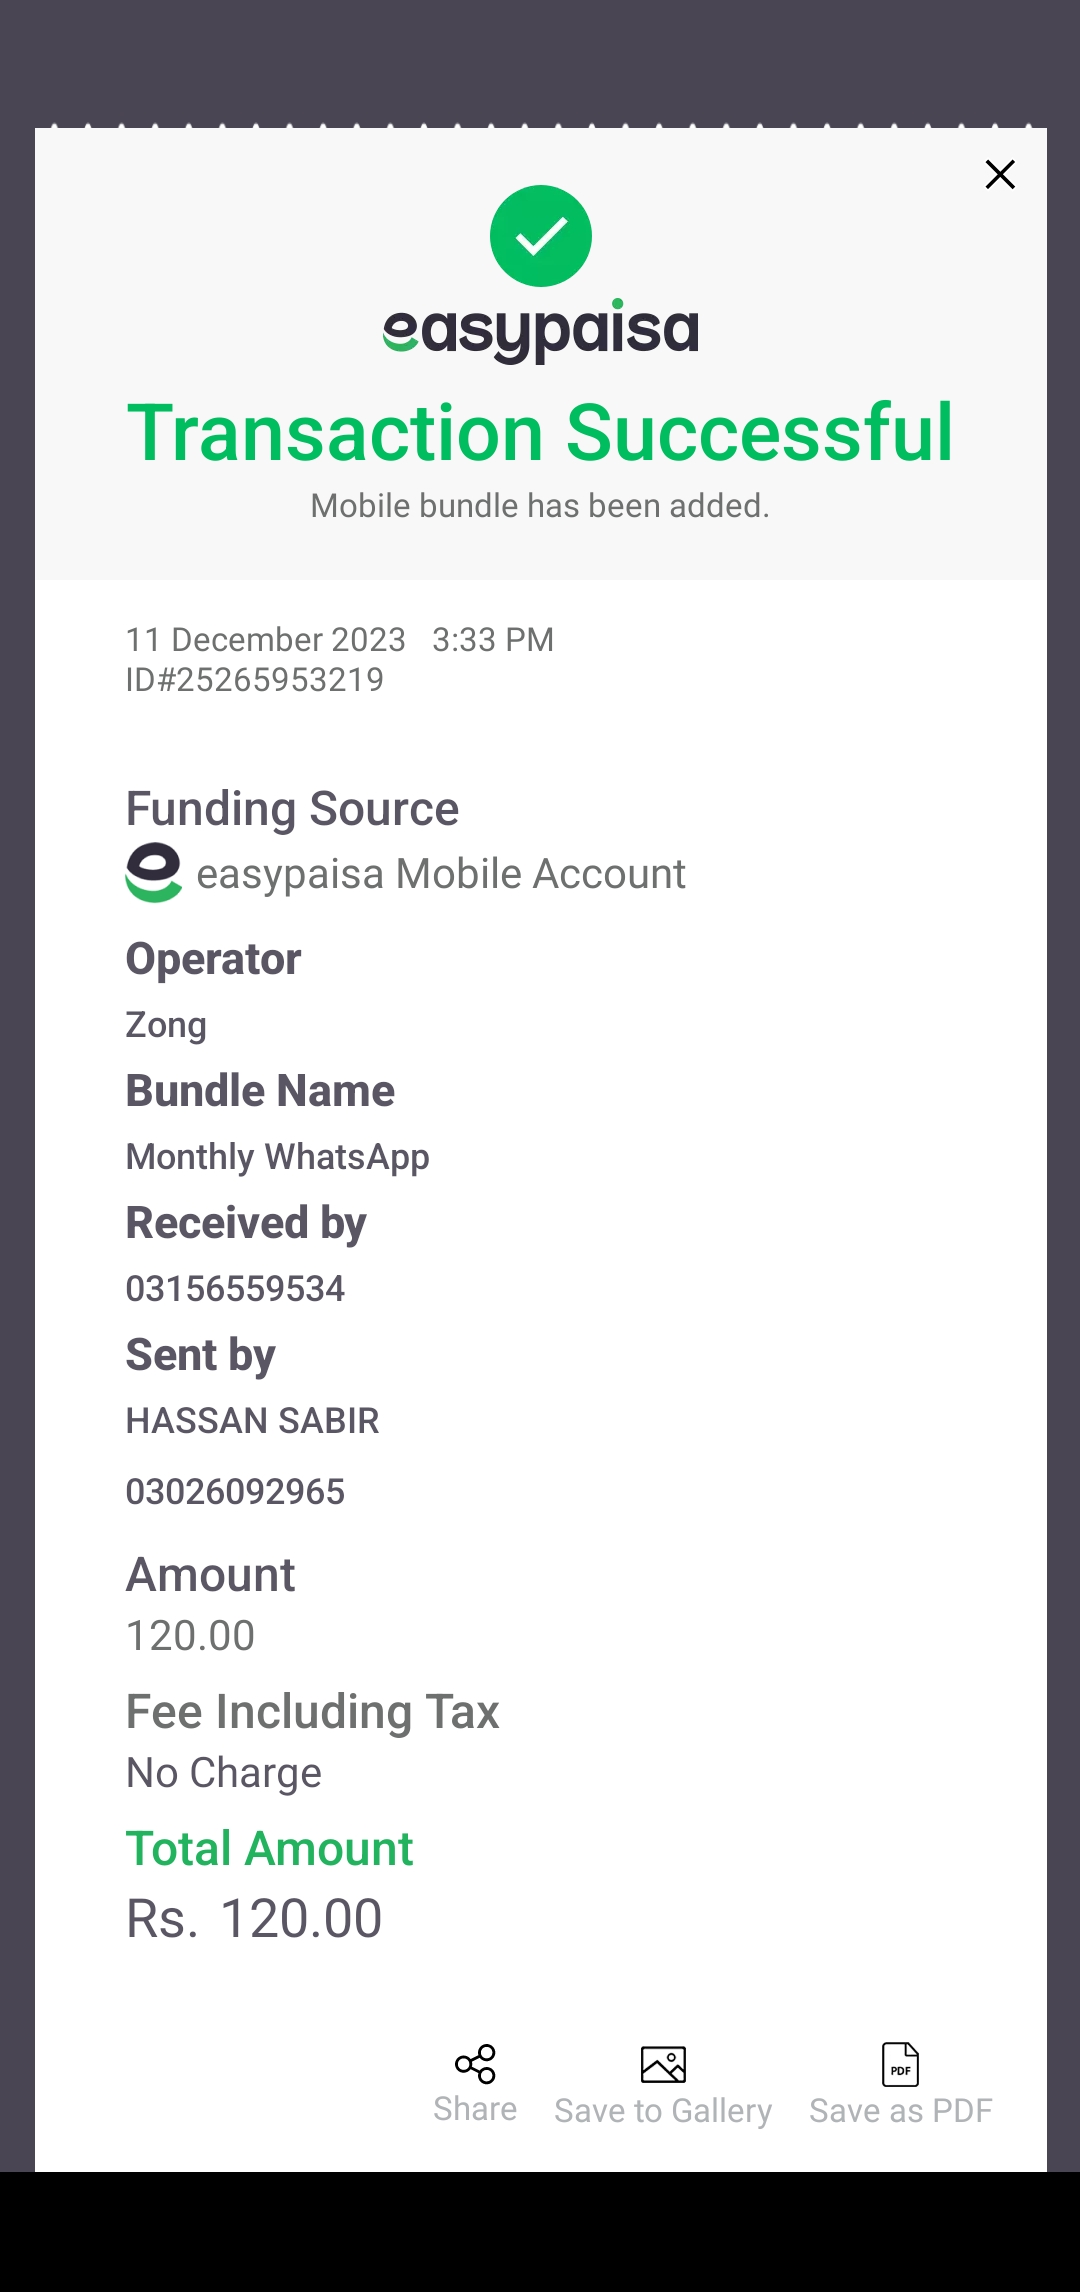 easypaisa
Transaction Successful
Mobile bundle has been added.
11 December 2023 3:33 PM
ID#25265953219
Funding Source
easypaisa Mobile Account
Operator
Zong
Bundle Name
Monthly WhatsApp
Received by
03156559534
Sent by
HASSAN SABIR
03026092965
Amount
120.00
Fee Including Tax
No Charge
Total Amount
Rs. 120.00
PDF
Share Save to Gallery Save as PDF